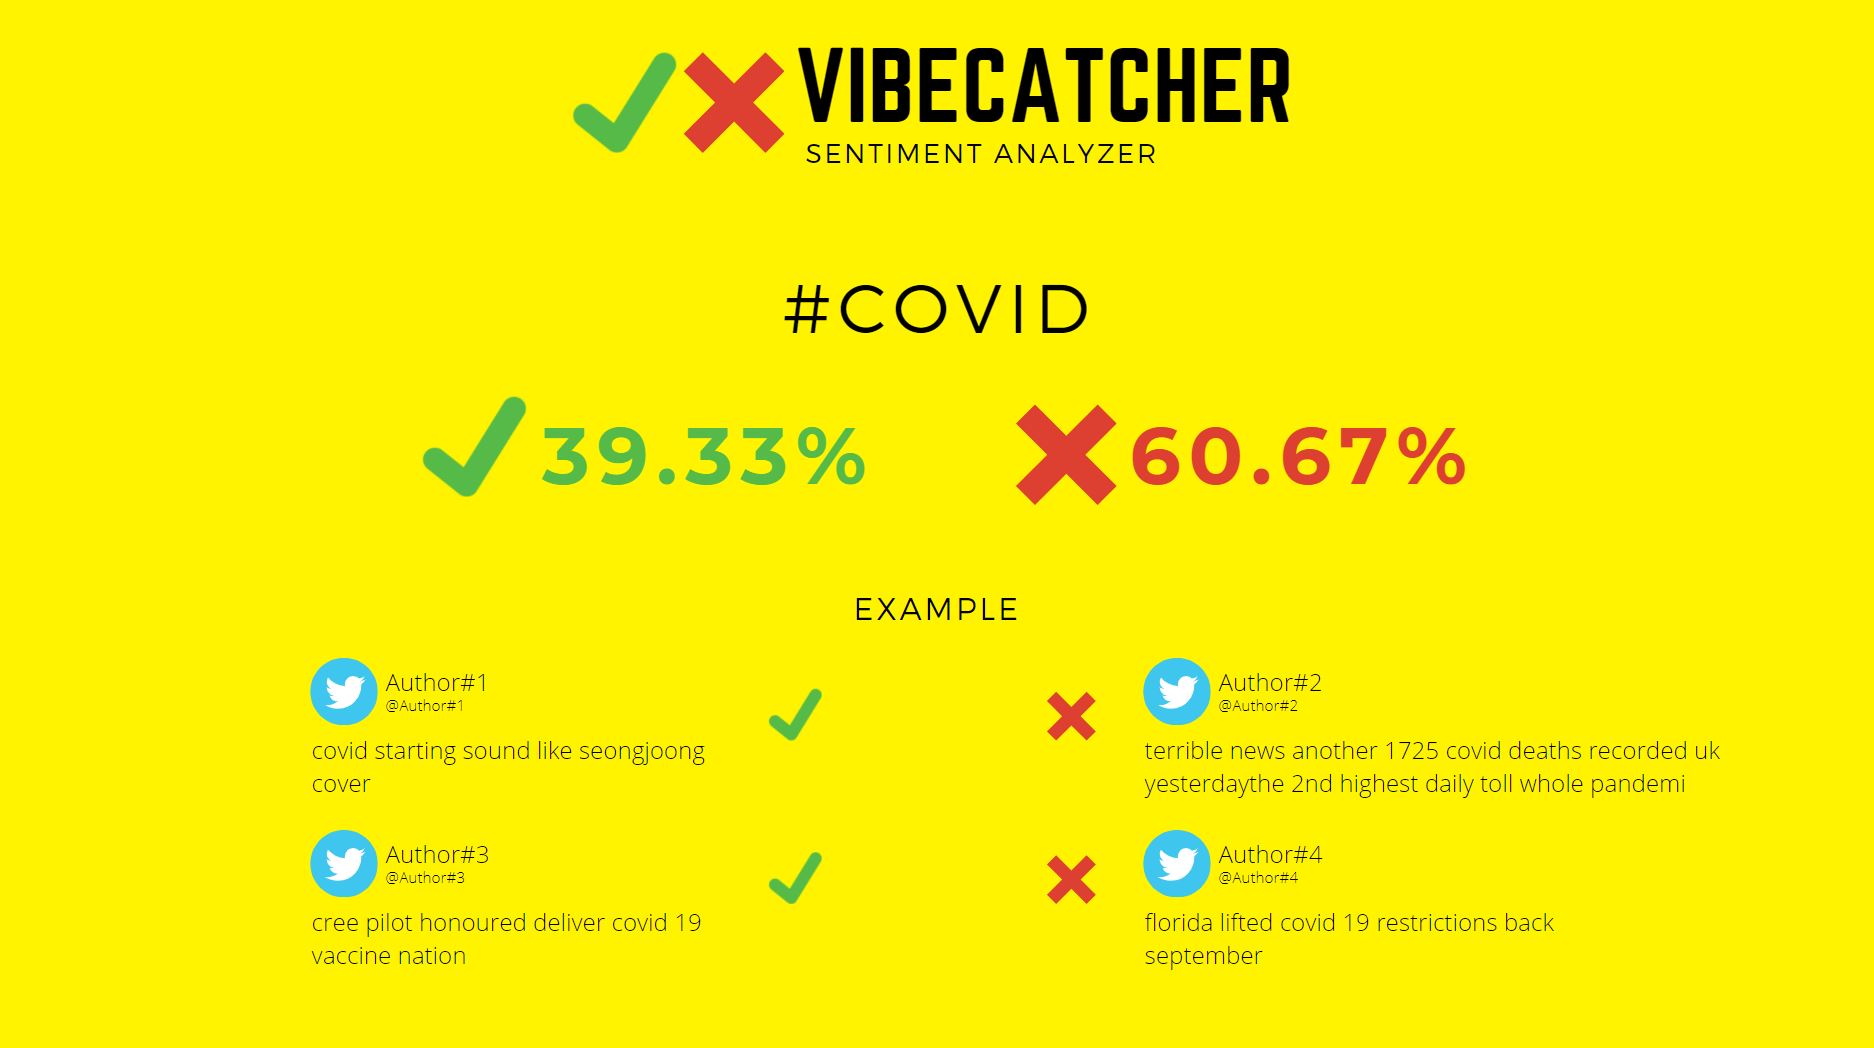 VIBECATCHER
SENTIMENT ANALYZER
#COVID
39.33%
60.67%
EXAMPLE
Author#1
@Author#1
covid starting sound like seongjoong
cover
Author#2
@Author#2
terrible news another 1725 covid deaths recorded uk
yesterdaythe 2nd highest daily toll whole pandemi
Author#3
@Author#3
cree pilot honoured deliver covid 19
vaccine nation
Author#4
@Author#4
florida lifted covid 19 restrictions back
september